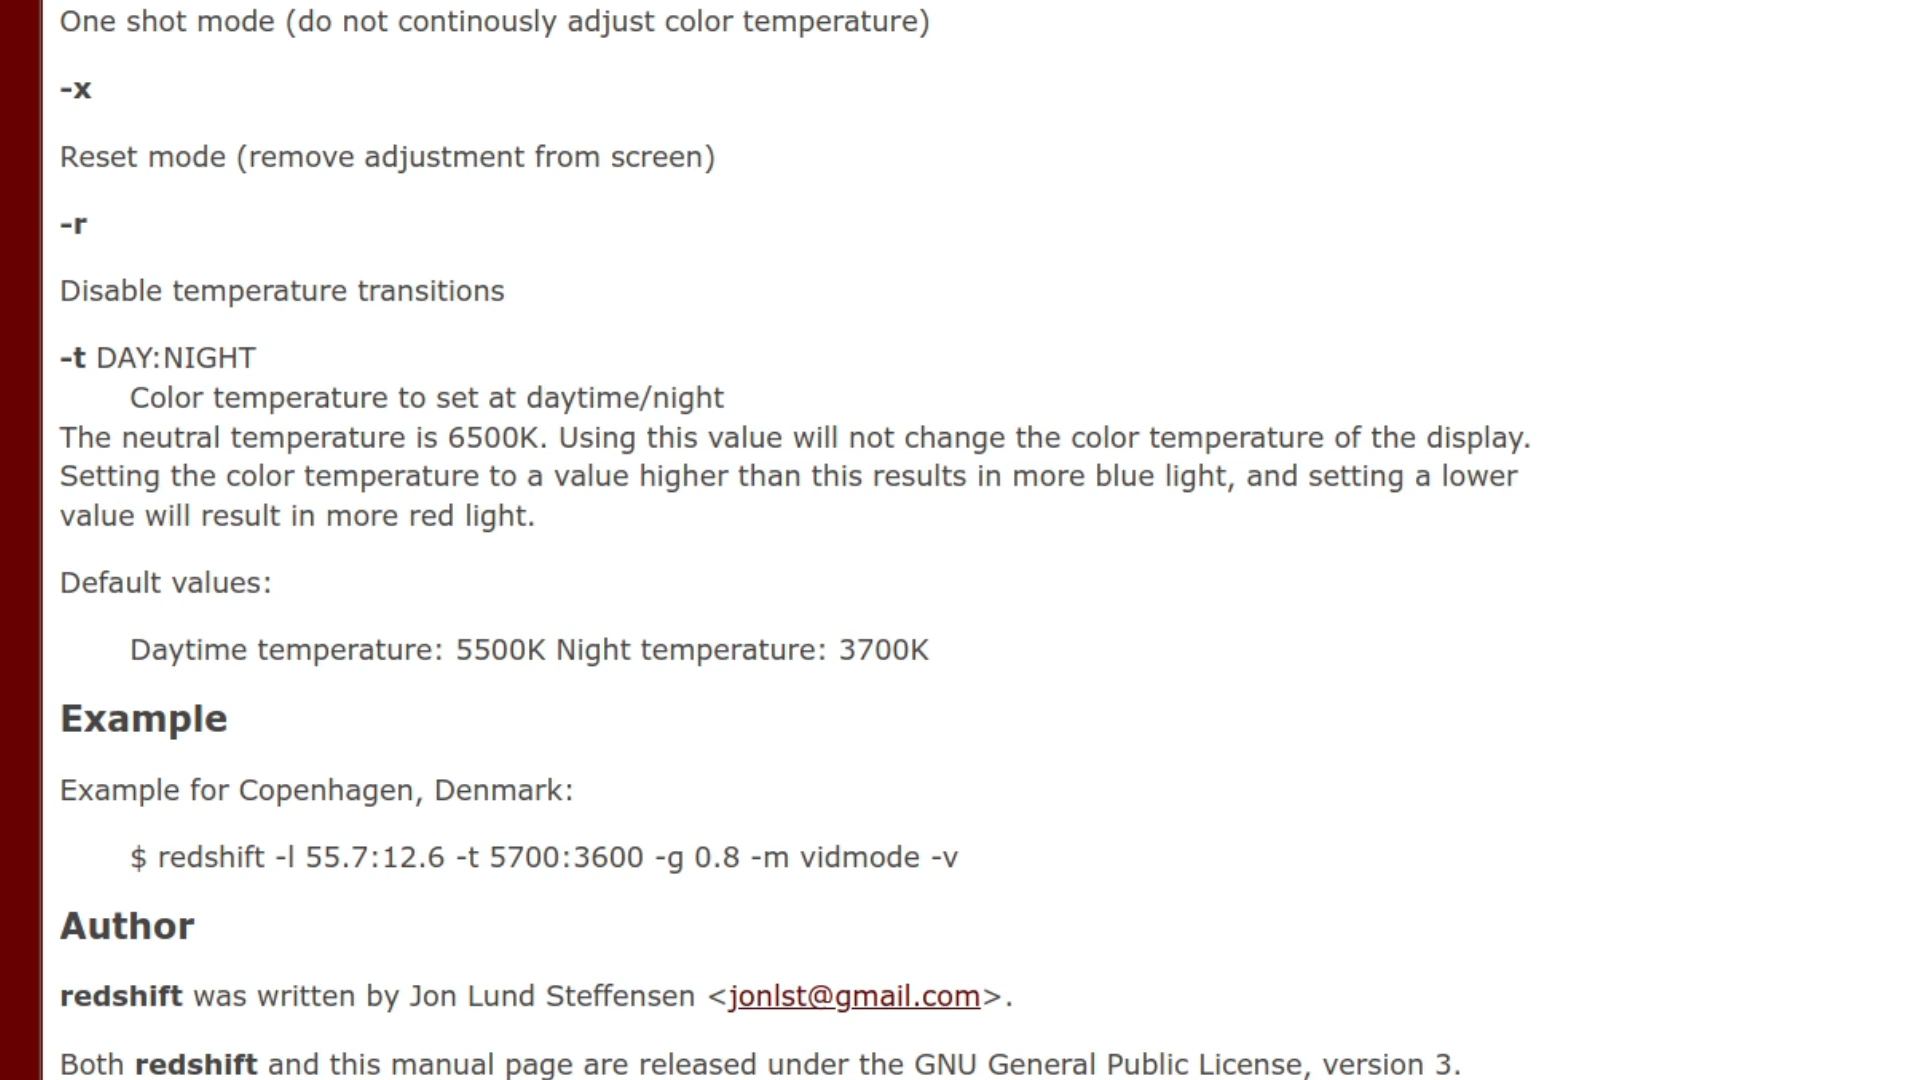 One shot mode (do not continously adjust color temperature)
-x
Reset mode (remove adjustment from screen)
-r
Disable temperature transitions
-t DAY:NIGHT
Color temperature to set at daytime/night
The neutral temperature is 6500K. Using this value will not change the color temperature of the display.
Setting the color temperature to a value higher than this results in more blue light, and setting a lower
value will result in more red light.
Default values:
Daytime temperature: 5500K Night temperature: 3700K
Example
Example for Copenhagen, Denmark:
$ redshift -l 55.7:12.6 -t 5700:3600 -g 0.8 -m vidmode -v
Author
redshift was written by Jon Lund Steffensen <jonlst@gmail.com>.
Both redshift and this manual page are released under the GNU General Public License, version 3.